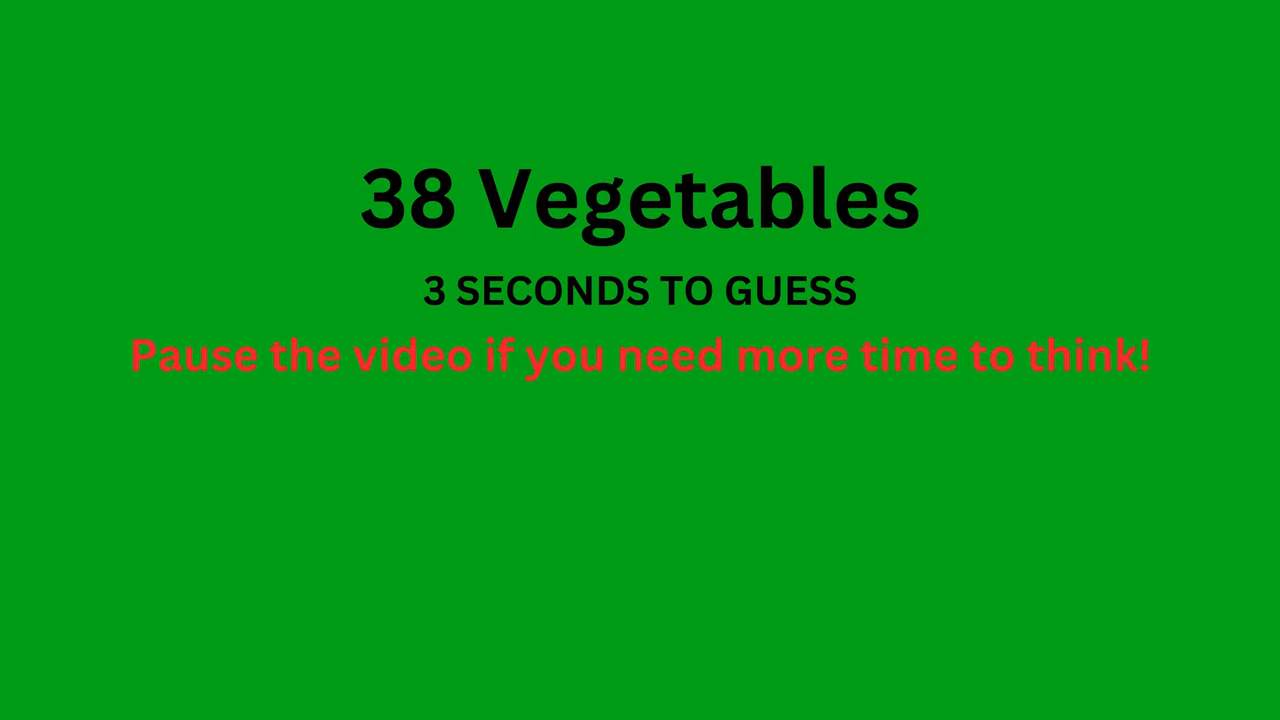 38 Vegetables
3 SECONDS TO GUESS
Pause the video if you need more time to think!